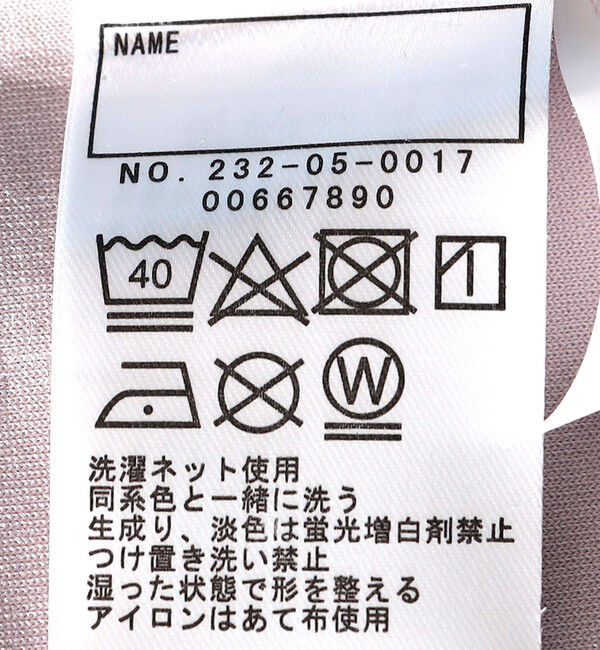 NAME
NO. 232-05-0017
00667890
40
W
洗濯ネット使用
同系色と一緒に洗う
生成り、淡色は蛍光増白剤禁止
つけ置き洗い禁止
湿った状態で形を整える
アイロンはあて布使用